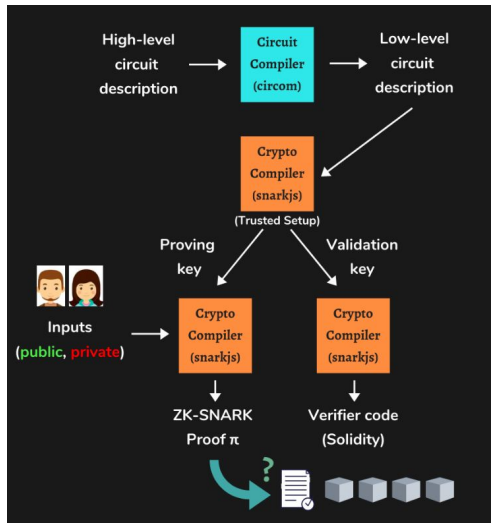 High-level
circuit
description
Circuit
Compiler
(circom)
Low-level
circuit
description
Crypto
Compiler
(snarkjs)
(Trusted Setup)
Proving
key
Validation
key
Inputs
(public, private)
Crypto
Compiler
(snarkjs)
Crypto
Compiler
(snarkjs)
ZK-SNARK
Proof π
Verifier code
(Solidity)
?